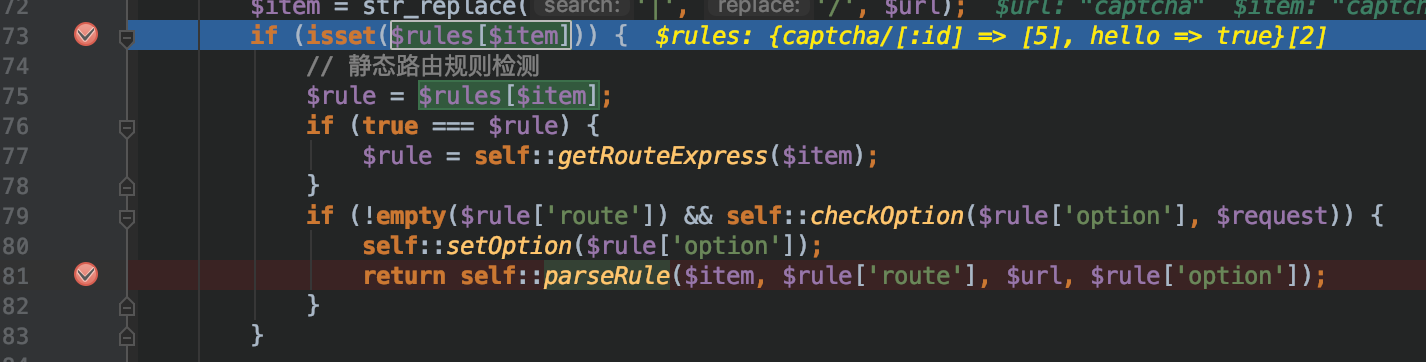 72 $item = str_replace( search: '|', replace: '/', $url); $url: "captcha" $item: "captch
73 if (isset($rules[$item])) { $rules: {captcha/[:id] => [5], hello => true}[2]
74 // 静态路由规则检测
75 $rule = $rules[$item];
76 if (true === $rule) {
77 $rule = self::getRouteExpress($item);
78 }
79 if (!empty($rule['route']) && self::checkOption($rule['option'], $request)) {
80 self::setOption($rule['option']);
81 return self::parseRule($item, $rule['route'], $url, $rule['option']);
82 }
83 }